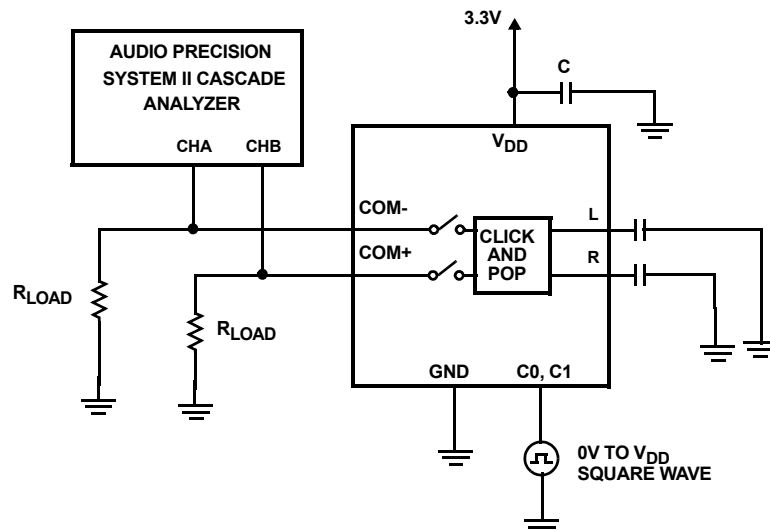 3.3V
AUDIO PRECISION
SYSTEM II CASCADE
ANALYZER
CHA CHB
C
VDD
COM-
COM+
CLICK
AND
POP
L
R
RLOAD
RLOAD
GND
C0, C1
0V TO VDD
SQUARE WAVE